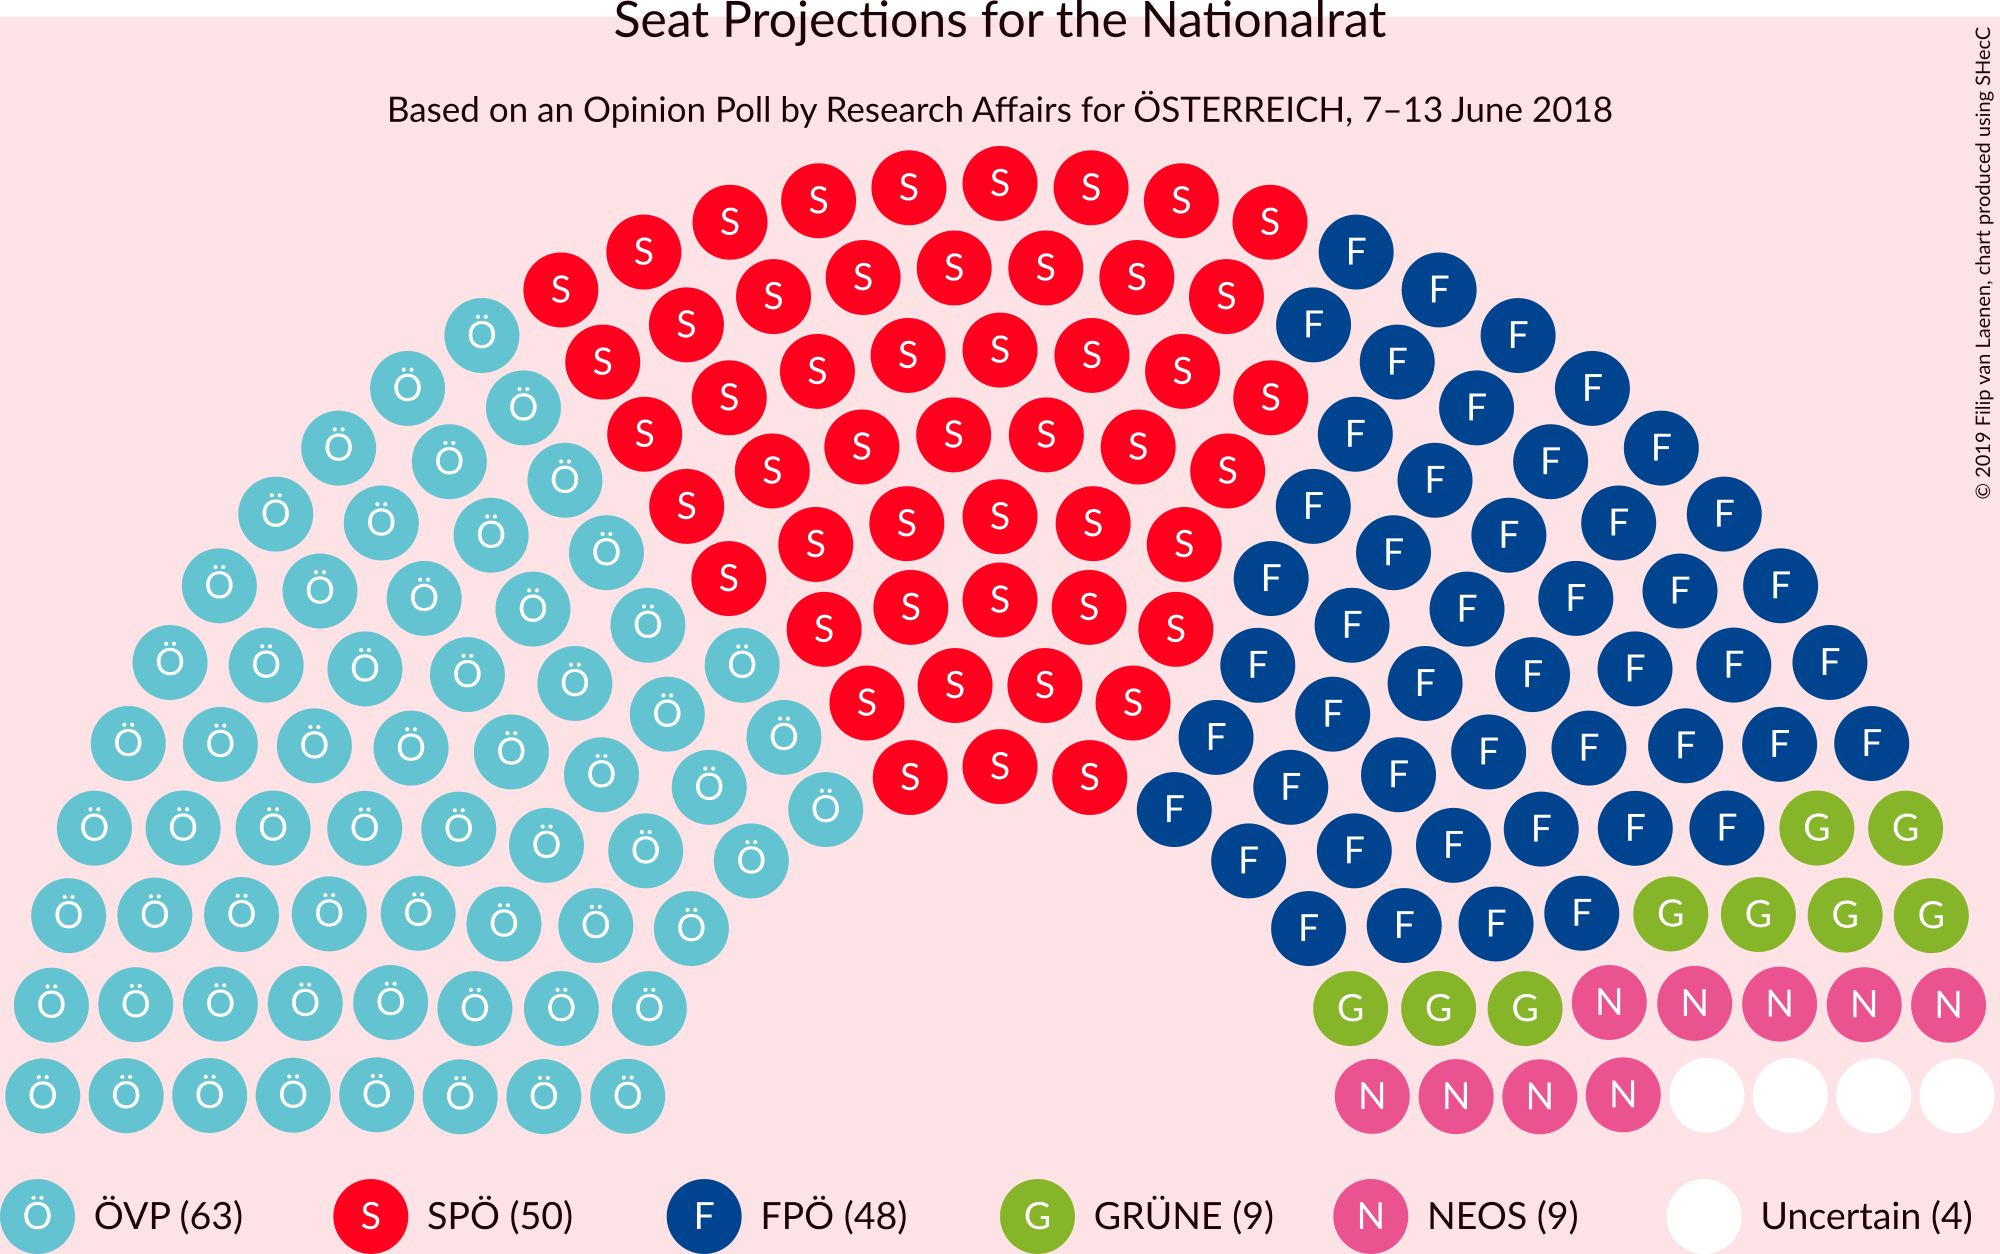 Seat Projections for the Nationalrat
Based on an Opinion Poll by Research Affairs for ÖSTERREICH, 7–13 June 2018
© 2019 Filip van Laenen, chart produced using SHecC
S S S S S S S S S
F F F F F F F F
Ö Ö Ö Ö Ö Ö Ö Ö Ö Ö Ö
G G N
Ö ÖVP (63) S SPÖ (50) F FPÖ (48) G GRÜNE (9) N NEOS (9) Uncertain (4)